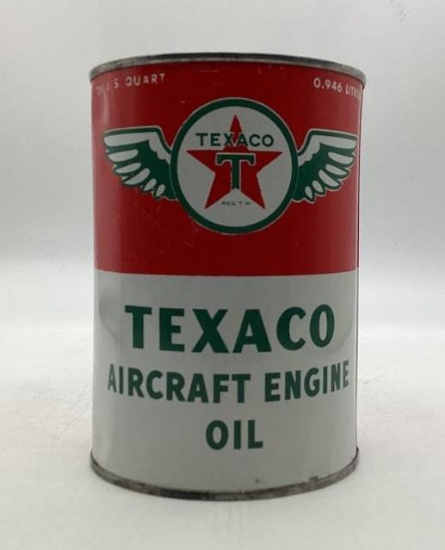 U.S. QUART 0.946 LITRE
TEXACO
T
REG T M
TEXACO
AIRCRAFT ENGINE
OIL